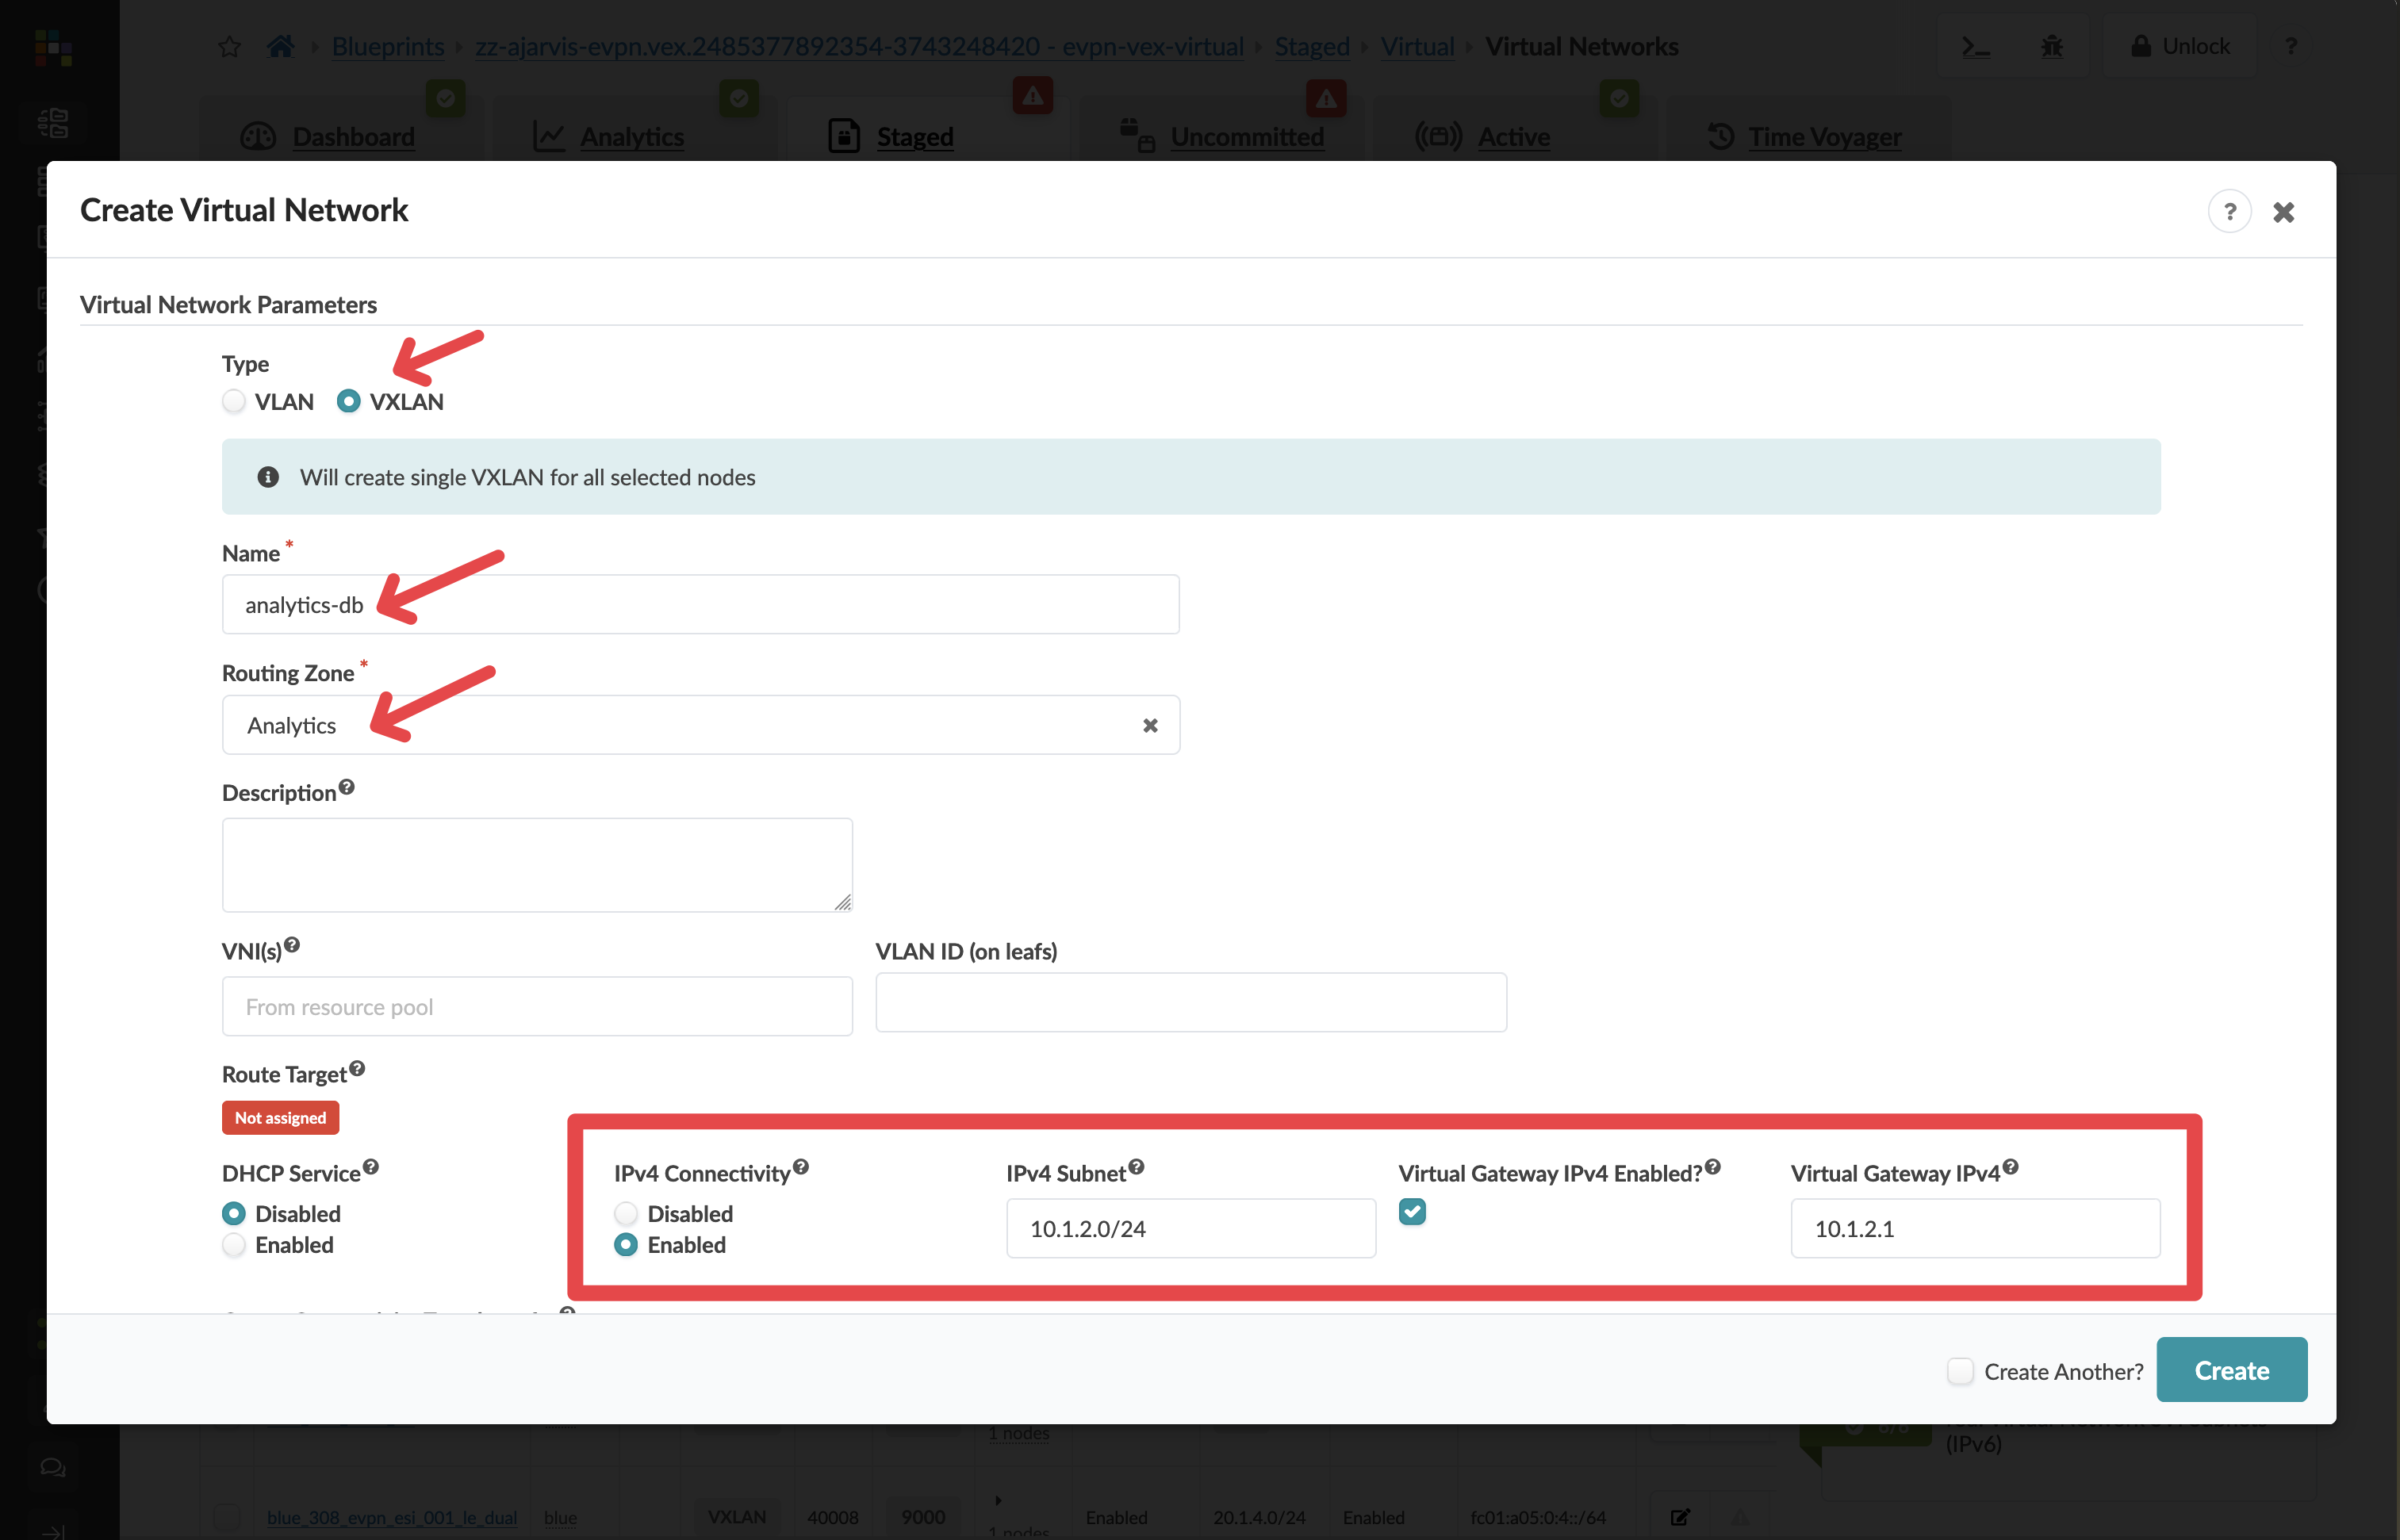 Blueprints zz-ajarvis-evpn.vex.2485377892354-3743248420 - evpn-vex-virtual Staged Virtual Virtual Networks Unlock ?
Dashboard Analytics Staged Uncommitted Active Time Voyager
Create Virtual Network ?
Virtual Network Parameters
Type
VLAN VXLAN
Will create single VXLAN for all selected nodes
Name *
analytics-db
Routing Zone *
Analytics
Description ?
VNI(s) ? VLAN ID (on leafs)
From resource pool
Route Target ?
Not assigned
DHCP Service ? IPv4 Connectivity ? IPv4 Subnet ? Virtual Gateway IPv4 Enabled? ? Virtual Gateway IPv4 ?
Disabled Disabled 10.1.2.0/24 10.1.2.1
Enabled Enabled
Create Another? Create
1 nodes
(IPv6)
blue_308_evpn_esi_001_le_dual blue VXLAN 40008 9000 1 nodes Enabled 20.1.4.0/24 Enabled fc01:a05:0:4::/64